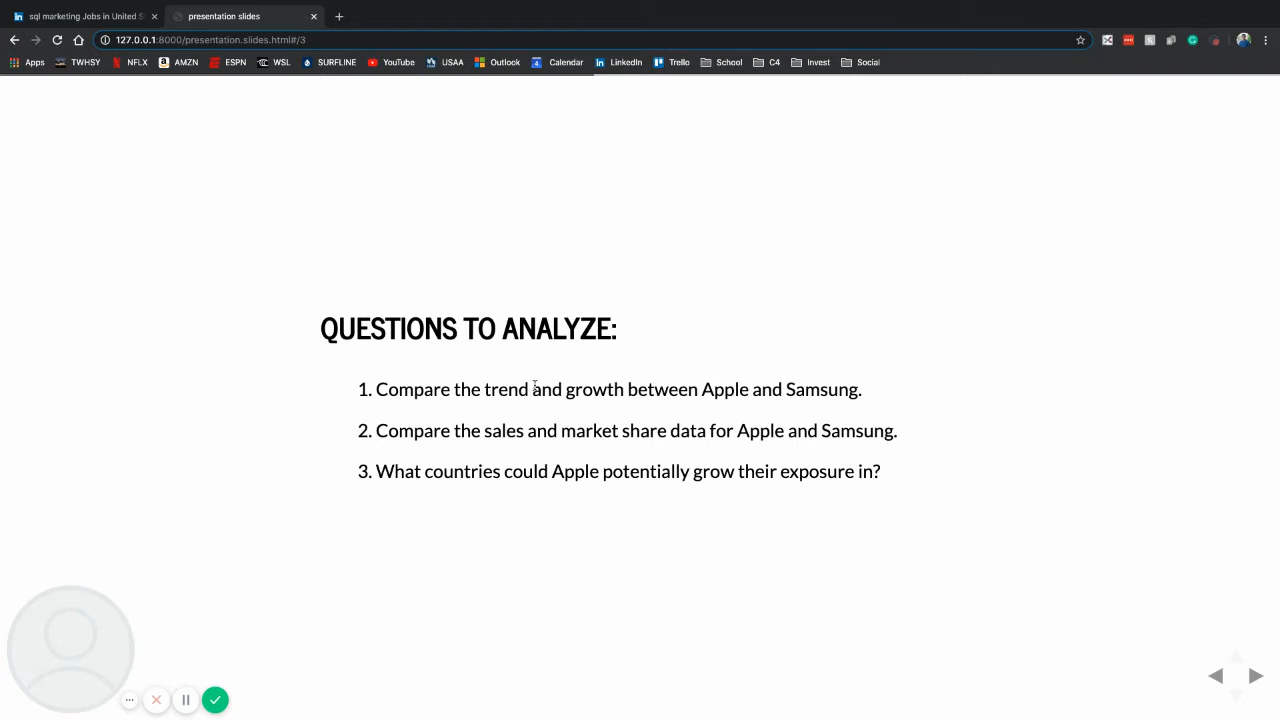 sql marketing Jobs in United S
presentation slides
127.0.0.1:8000/presentation.slides.html#/3
Apps TWHSY NFLX AMZN ESPN WSL SURFLINE YouTube USAA Outlook Calendar LinkedIn Trello School C4 Invest Social
QUESTIONS TO ANALYZE:
1. Compare the trend and growth between Apple and Samsung.
2. Compare the sales and market share data for Apple and Samsung.
3. What countries could Apple potentially grow their exposure in?